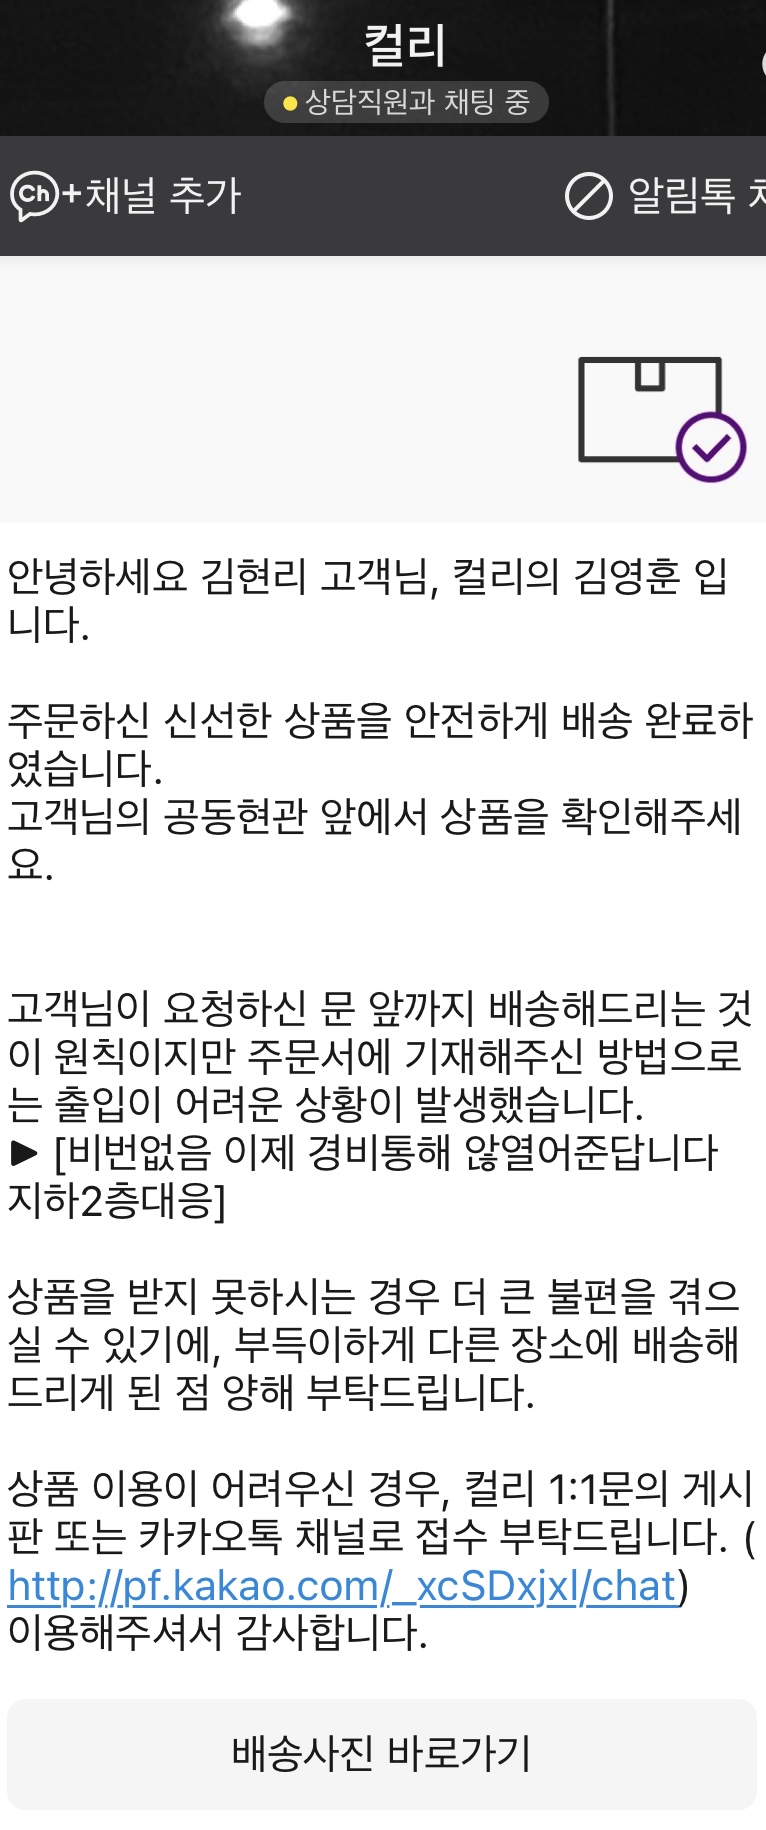 컬리
상담직원과 채팅 중
Ch+채널 추가
알림톡
안녕하세요 김현리 고객님, 컬리의 김영훈 입
니다.
주문하신 신선한 상품을 안전하게 배송 완료하
였습니다.
고객님의 공동현관 앞에서 상품을 확인해주세
요.
고객님이 요청하신 문 앞까지 배송해드리는 것
이 원칙이지만 주문서에 기재해주신 방법으로
는 출입이 어려운 상황이 발생했습니다.
▶ [비번없음 이제 경비통해 않열어준답니다
지하2층대응]
상품을 받지 못하시는 경우 더 큰 불편을 겪으
실 수 있기에, 부득이하게 다른 장소에 배송해
드리게 된 점 양해 부탁드립니다.
상품 이용이 어려우신 경우, 컬리 1:1문의 게시
판 또는 카카오톡 채널로 접수 부탁드립니다. (
http://pf.kakao.com/_xcSDxjxl/chat)
이용해주셔서 감사합니다.
배송사진 바로가기